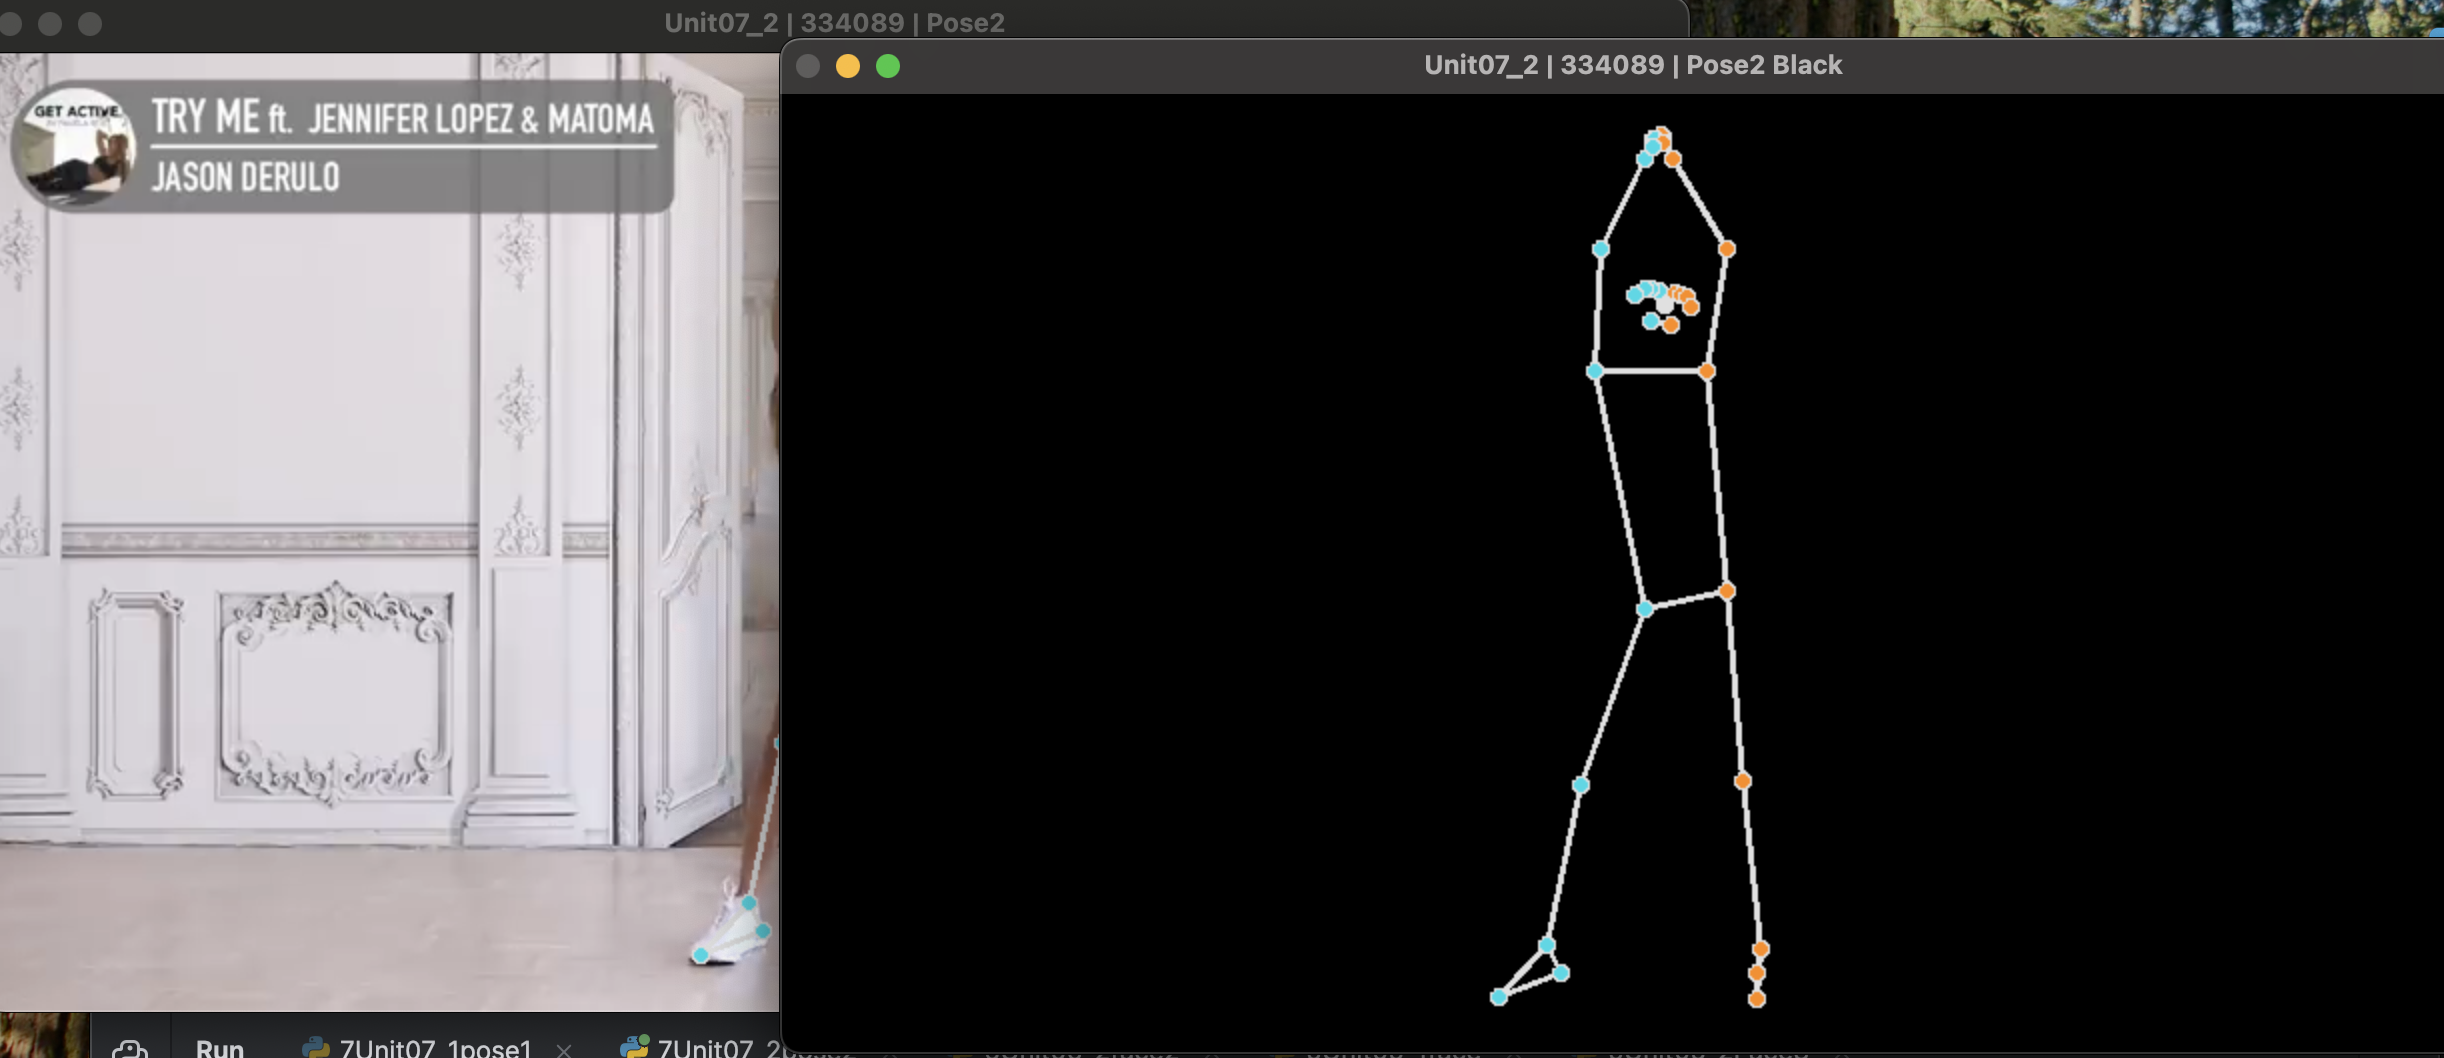 Unit07_2 | 334089 | Pose2
Unit07_2 | 334089 | Pose2 Black
GET ACTIVE.
TRY ME ft. JENNIFER LOPEZ & MATOMA
JASON DERULO
Run
7Unit07_1pose1
7Unit07_2